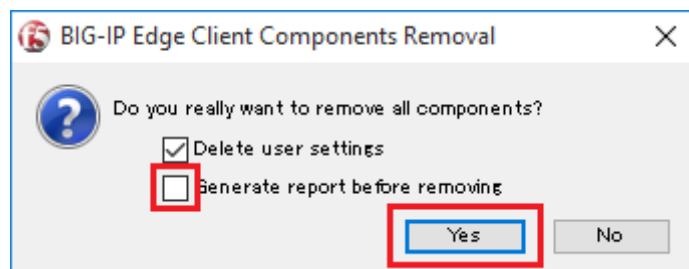 BIG-IP Edge Client Components Removal
Do you really want to remove all components?
Delete user settings
Generate report before removing
Yes No